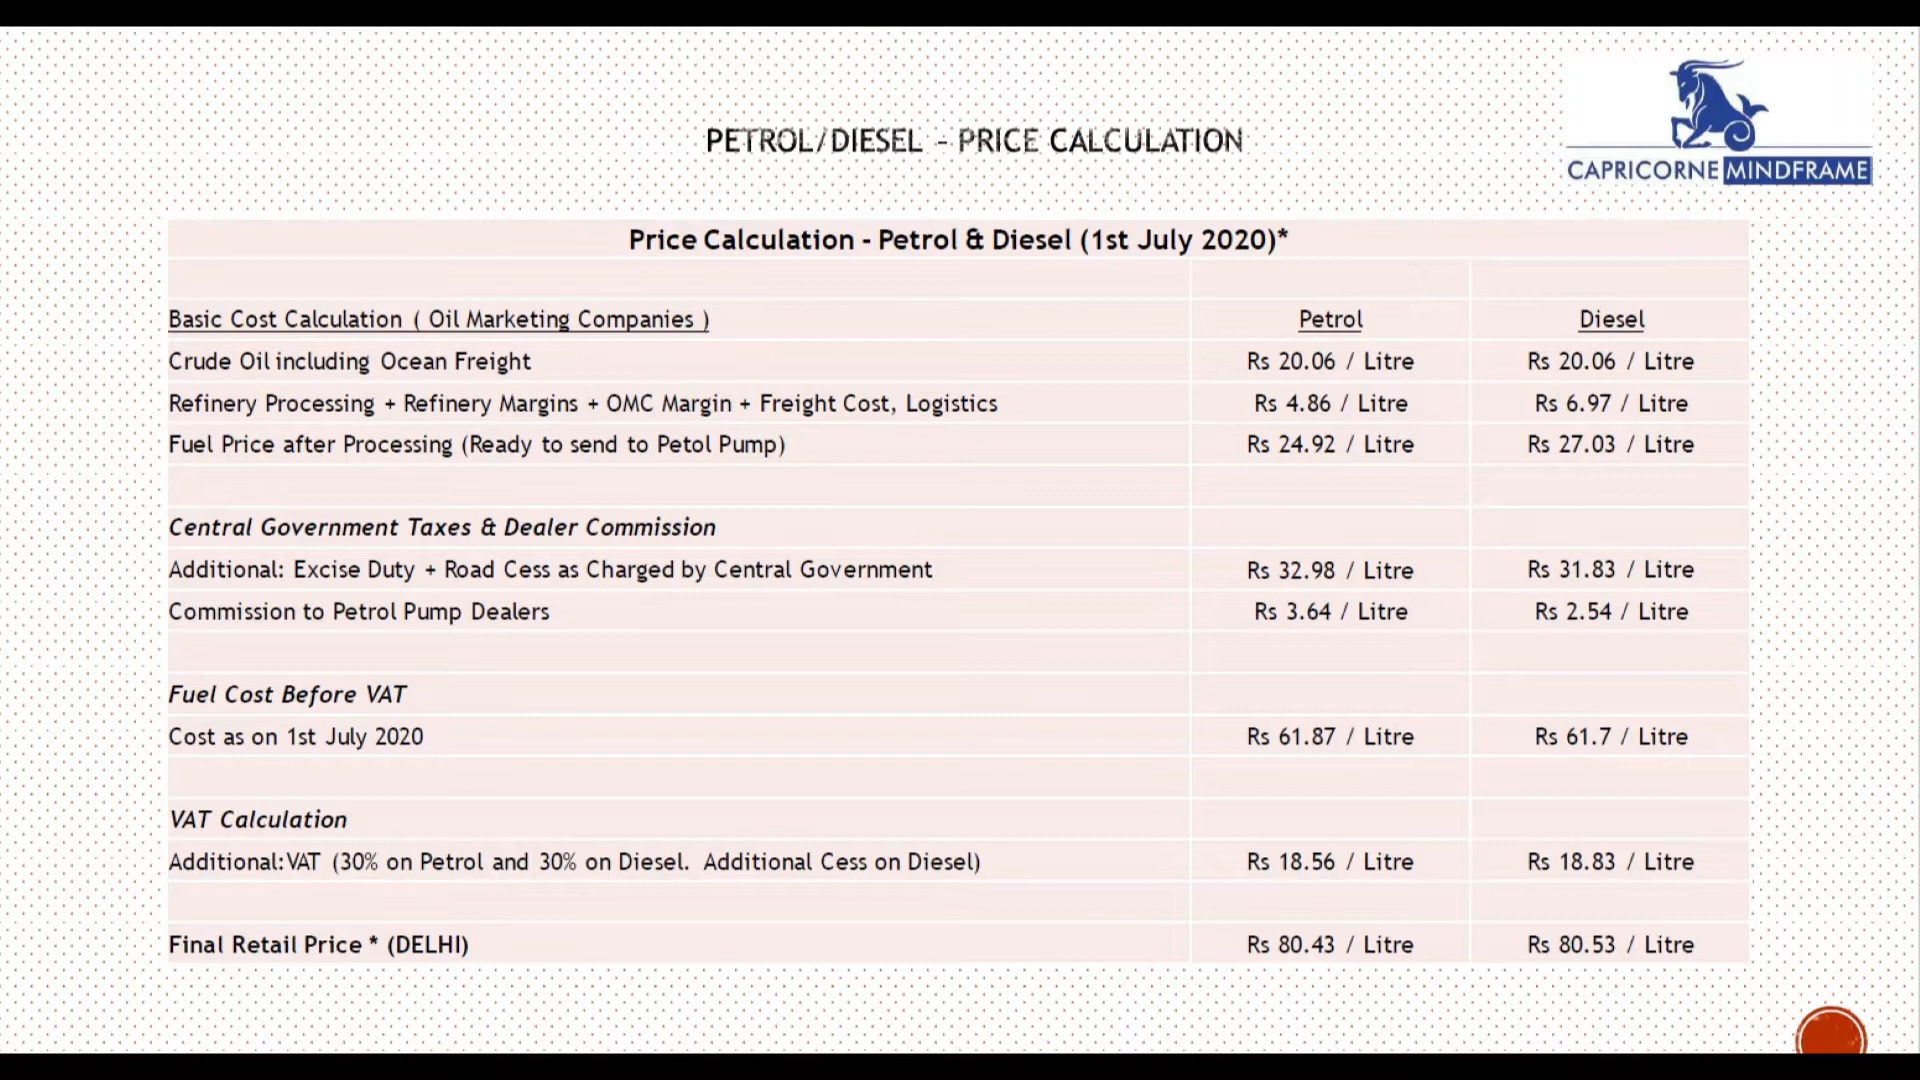 CAPRICORNE MINDFRAME
PETROL/DIESEL – PRICE CALCULATION
Price Calculation - Petrol & Diesel (1st July 2020)*
Basic Cost Calculation ( Oil Marketing Companies ) Petrol Diesel
Crude Oil including Ocean Freight Rs 20.06 / Litre Rs 20.06 / Litre
Refinery Processing + Refinery Margins + OMC Margin + Freight Cost, Logistics Rs 4.86 / Litre Rs 6.97 / Litre
Fuel Price after Processing (Ready to send to Petol Pump) Rs 24.92 / Litre Rs 27.03 / Litre
Central Government Taxes & Dealer Commission
Additional: Excise Duty + Road Cess as Charged by Central Government Rs 32.98 / Litre Rs 31.83 / Litre
Commission to Petrol Pump Dealers Rs 3.64 / Litre Rs 2.54 / Litre
Fuel Cost Before VAT
Cost as on 1st July 2020 Rs 61.87 / Litre Rs 61.7 / Litre
VAT Calculation
Additional:VAT (30% on Petrol and 30% on Diesel. Additional Cess on Diesel) Rs 18.56 / Litre Rs 18.83 / Litre
Final Retail Price * (DELHI) Rs 80.43 / Litre Rs 80.53 / Litre